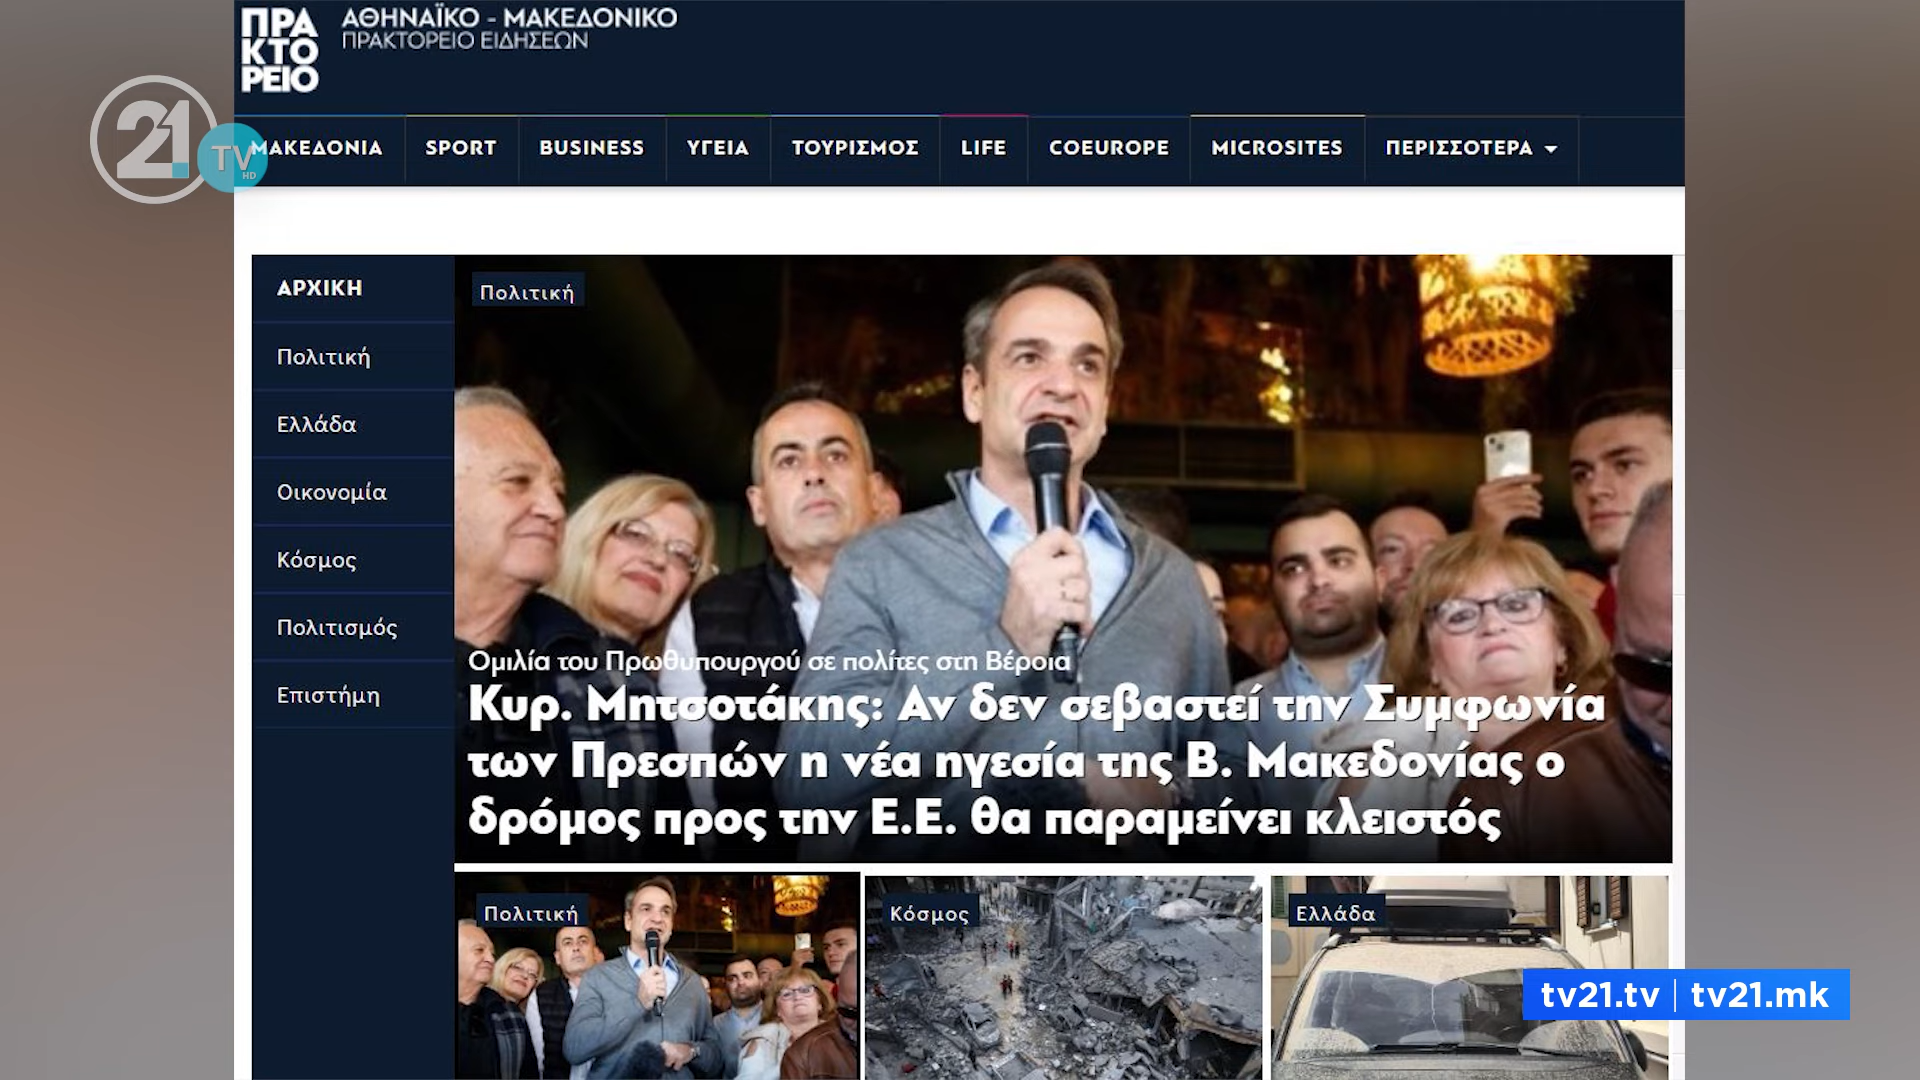 ΠΡΑ
ΚΤΟ
ΡΕΙΟ
ΑΘΗΝΑΪΚΟ - ΜΑΚΕΔΟΝΙΚΟ
ΠΡΑΚΤΟΡΕΙΟ ΕΙΔΗΣΕΩΝ
21
TV
HD
ΜΑΚΕΔΟΝΙΑ
SPORT
BUSINESS
ΥΓΕΙΑ
ΤΟΥΡΙΣΜΟΣ
LIFE
COEUROPE
MICROSITES
ΠΕΡΙΣΣΟΤΕΡΑ
ΑΡΧΙΚΗ
Πολιτική
Ελλάδα
Οικονομία
Κόσμος
Πολιτισμός
Επιστήμη
Πολιτική
Ομιλία του Πρωθυπουργού σε πολίτες στη Βέροια
Κυρ. Μητσοτάκης: Αν δεν σεβαστεί την Συμφωνία
των Πρεσπών η νέα ηγεσία της Β. Μακεδονίας ο
δρόμος προς την Ε.Ε. θα παραμείνει κλειστός
Πολιτική
Κόσμος
Ελλάδα
tv21.tv | tv21.mk